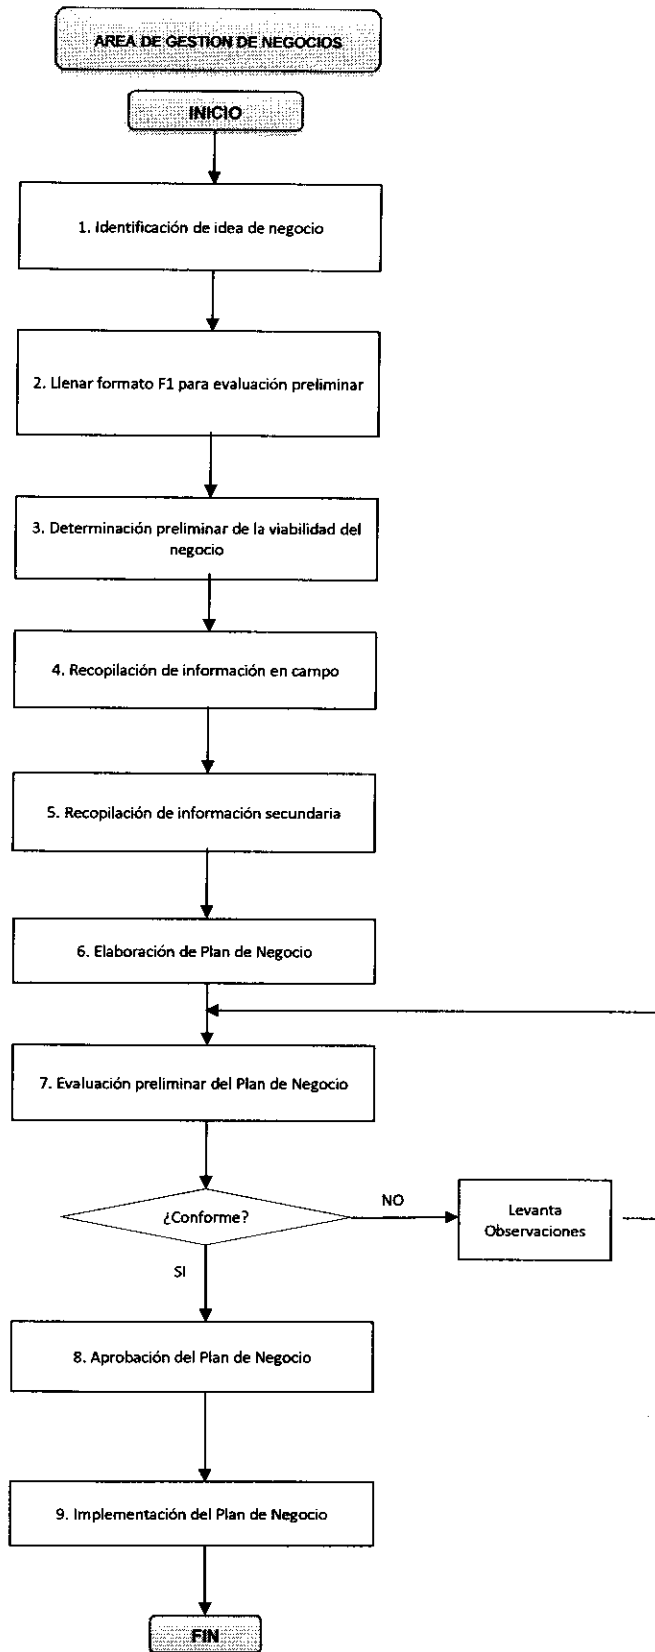 AREA DE GESTION DE NEGOCIOS
INICIO
1. Identificación de idea de negocio
2. Llenar formato F1 para evaluación preliminar
3. Determinación preliminar de la viabilidad del
negocio
4. Recopilación de información en campo
5. Recopilación de información secundaria
6. Elaboración de Plan de Negocio
7. Evaluación preliminar del Plan de Negocio
¿Conforme?
NO
Levanta
Observaciones
SI
8. Aprobación del Plan de Negocio
9. Implementación del Plan de Negocio
FIN